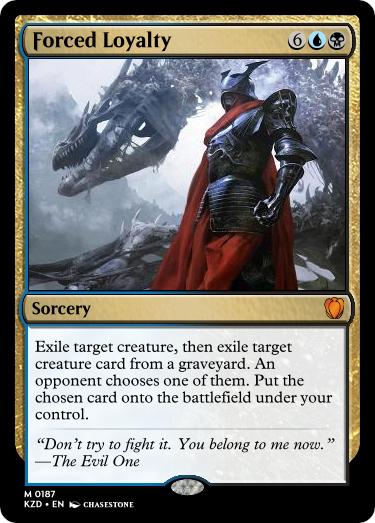 Forced Loyalty 6
Sorcery
Exile target creature, then exile target
creature card from a graveyard. An
opponent chooses one of them. Put the
chosen card onto the battlefield under your
control.
“Don’t try to fight it. You belong to me now.”
—The Evil One
M 0187
KZD • EN CHASESTONE